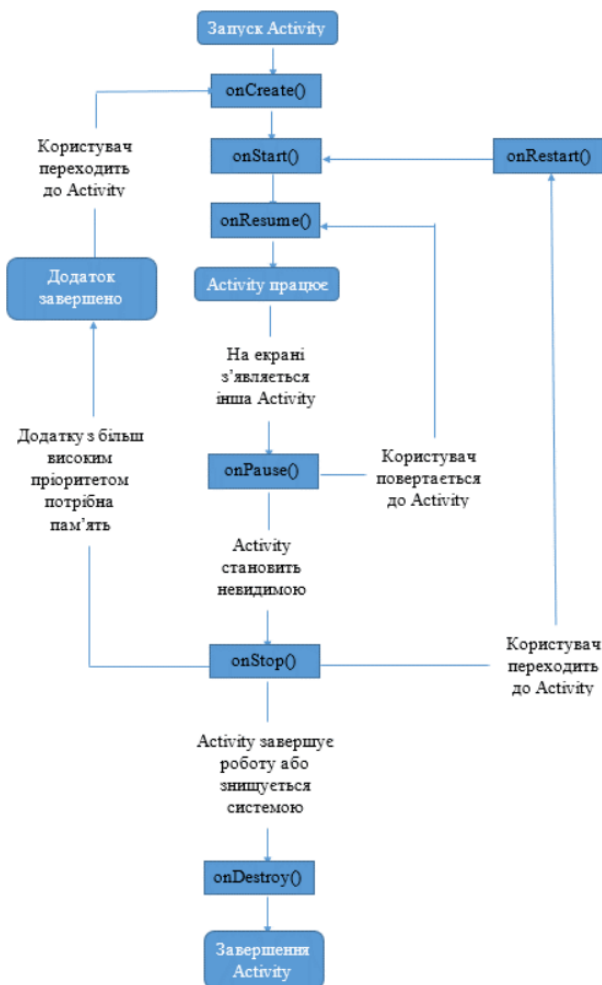 Запуск Activity
onCreate()
Користувач
переходить
до Activity
onStart()
onRestart()
onResume()
Додаток
завершено
Activity працює
На екрані
з’являється
інша Activity
Додатку з більш
високим
пріоритетом
потрібна
пам’ять
onPause()
Користувач
повертається
до Activity
Activity
становить
невидимою
onStop()
Користувач
переходить
до Activity
Activity завершує
роботу або
знищується
системою
onDestroy()
Завершення
Activity